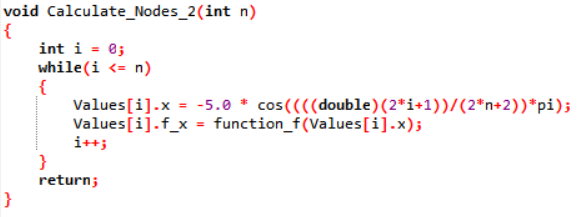 void Calculate_Nodes_2(int n)
{
    int i = 0;
    while(i <= n)
    {
        Values[i].x = -5.0 * cos((((double)(2*i+1))/(2*n+2))*pi);
        Values[i].f_x = function_f(Values[i].x);
        i++;
    }
    return;
}